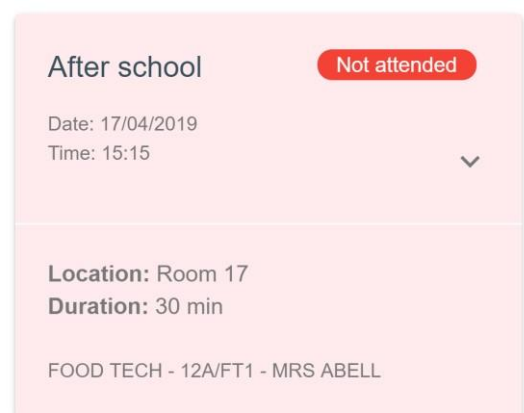 After school
Not attended
Date: 17/04/2019
Time: 15:15
Location: Room 17
Duration: 30 min
FOOD TECH - 12A/FT1 - MRS ABELL